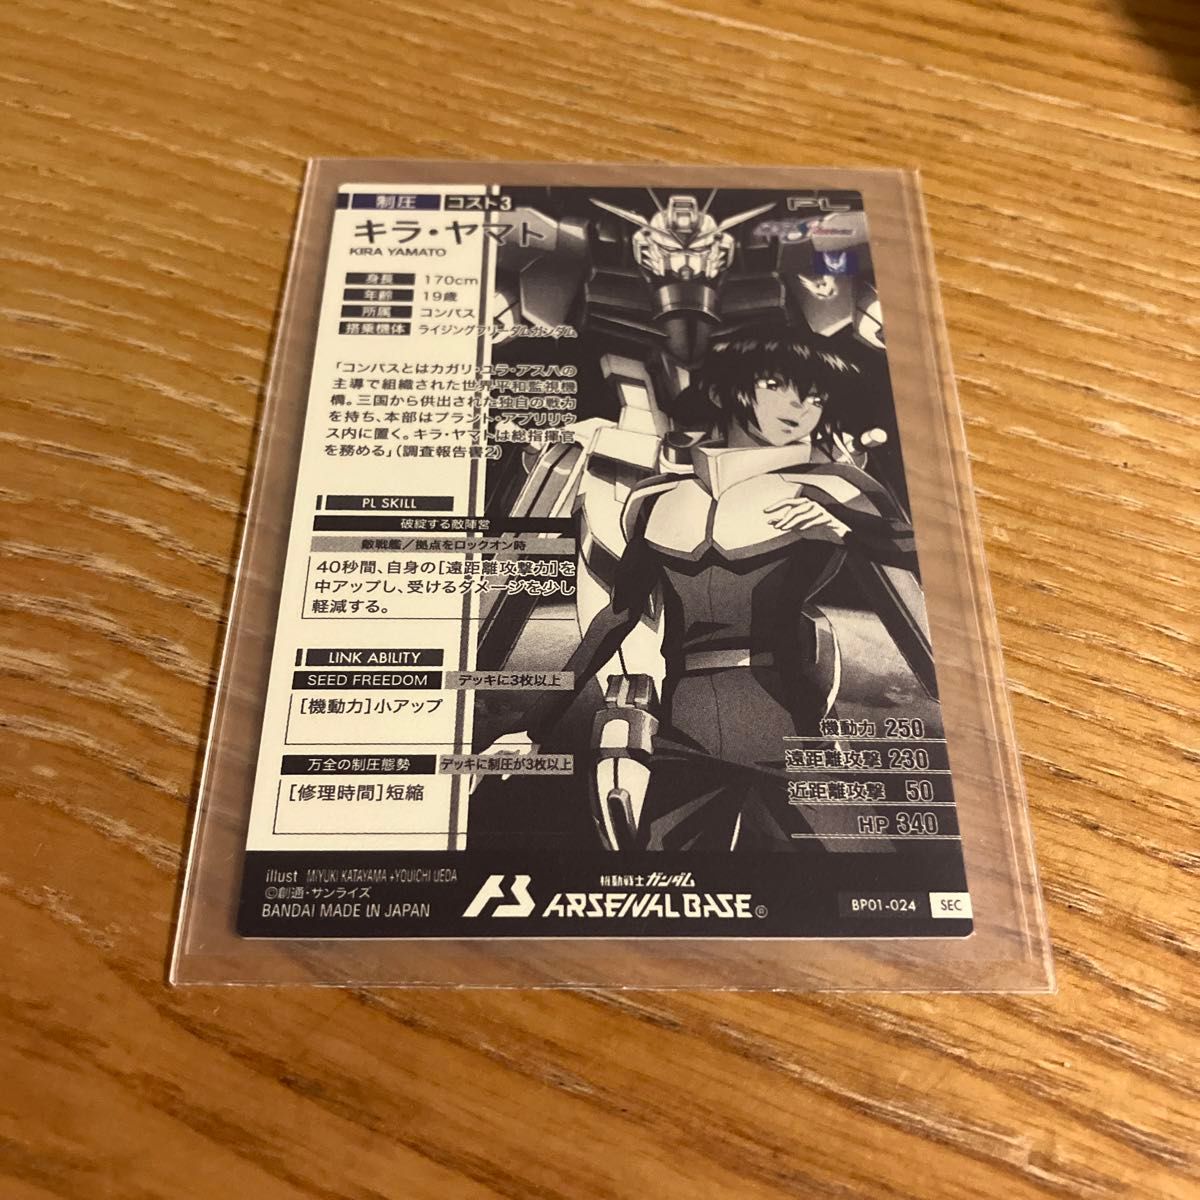 制圧 コスト3
PL
キラ・ヤマト
KIRA YAMATO
身長 170cm
年齢 19歳
所属 コンパス
搭乗機体 ライジングフリーダムガンダム
「コンパスとはカガリ・ユラ・アスハの
主導で組織された世界平和監視機
構。三国から供出された独自の戦力
を持ち、本部はプラント・アプリリウ
ス内に置く。キラ・ヤマトは総指揮官
を務める」(調査報告書2)
PL SKILL
破綻する敵陣営
敵戦艦/拠点をロックオン時
40秒間、自身の[遠距離攻撃力]を
中アップし、受けるダメージを少し
軽減する。
LINK ABILITY
SEED FREEDOM デッキに3枚以上
[機動力]小アップ
万全の制圧態勢 デッキに制圧が3枚以上
[修理時間]短縮
機動力 250
遠距離攻撃 230
近距離攻撃 50
HP 340
illust MIYUKI KATAYAMA+YOUICHI UEDA
©創通・サンライズ
BANDAI MADE IN JAPAN
機動戦士ガンダム
ARSENAL BASE®
BP01-024 SEC